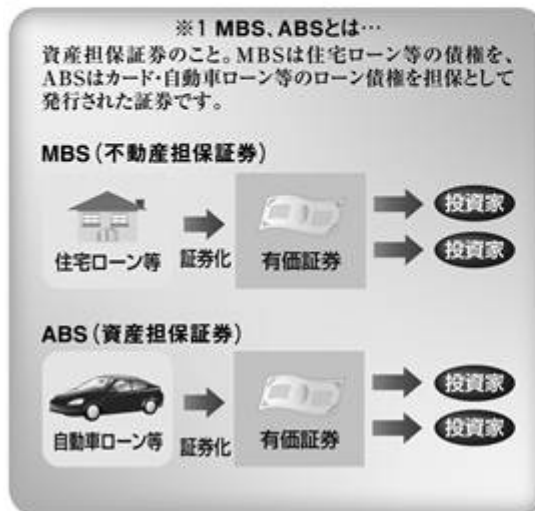 ※1 MBS、ABSとは…
資産担保証券のこと。MBSは住宅ローン等の債権を、
ABSはカード・自動車ローン等のローン債権を担保として
発行された証券です。
MBS(不動産担保証券)
住宅ローン等
証券化
有価証券
投資家
投資家
ABS(資産担保証券)
自動車ローン等
証券化
有価証券
投資家
投資家